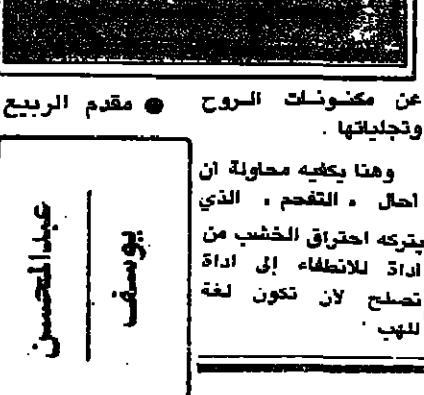 عن مكنونات الروح
وتجلياتها .
وهنا يكفيه محاولة ان
احال « التفحم » الذي
يتركه احتراق الخشب من
اداة للانطفاء إلى اداة
تصلح لان تكون لغة
للهب .
● مقدم الربيع
عبدالمحسن
يوسف